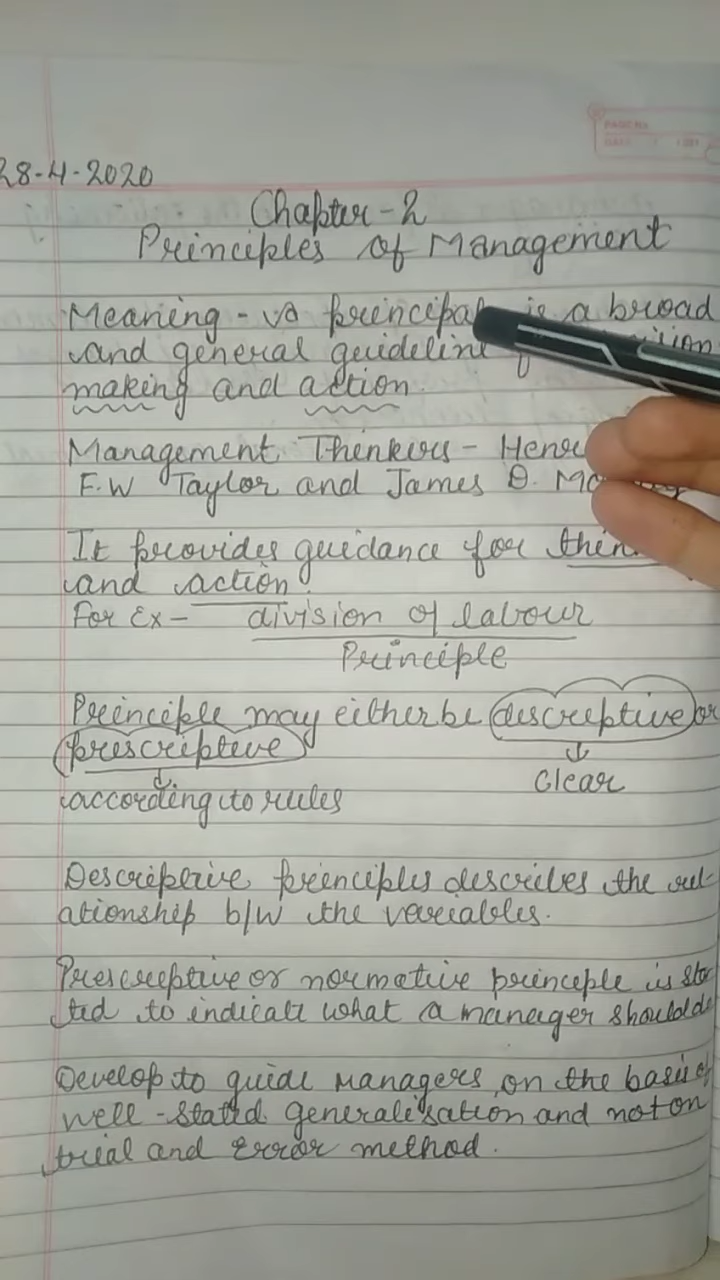 28-4-2020
Chapter-2
Principles of Management
Meaning - A principal is a broad
and general guideline
making and action.
Management Thinkers -
F.W Taylor and James D.
It provides guidance for
and action.
For Ex- division of labour
Principle
Principle may either be descriptive or
prescriptive
Clear
according to rules
Descriptive principles describes the rel-
ationship b/w the variables.
Prescreptive or normative principle is sta
ted to indicate what a manager should do
Develop to guide managers on the basis of
well-stated generalisation and not on
trial and error method.